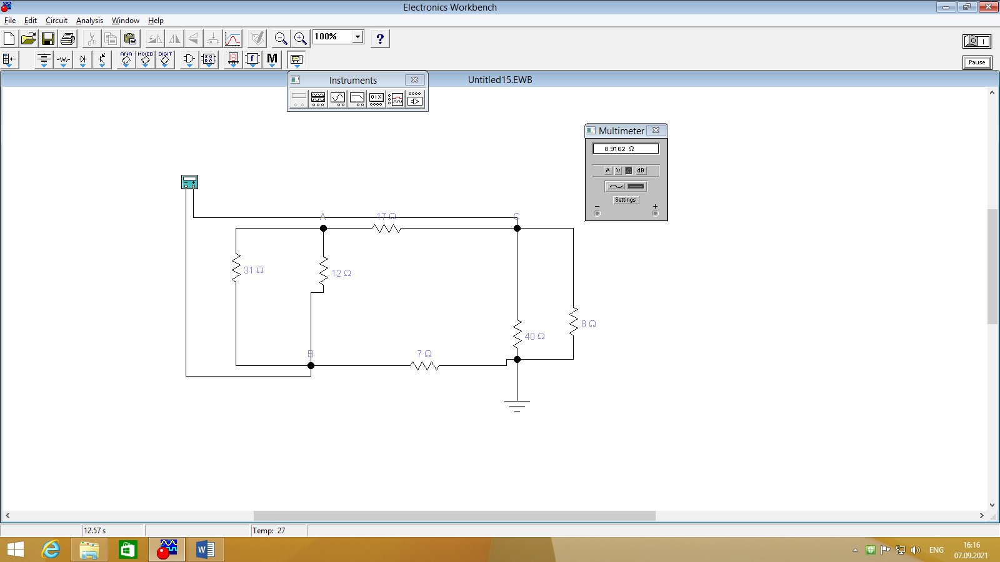 Electronics Workbench
File Edit Circuit Analysis Window Help
100%
?
ANA MIXED DIGIT
f M
Pause
Untitled15.EWB
Instruments
Multimeter
8.9162 Ω
A V Ω dB
Settings
− +
A 17 Ω C
31 Ω
12 Ω
8 Ω
40 Ω
B 7 Ω
12.57 s
Temp: 27
ENG
16:16
07.09.2021